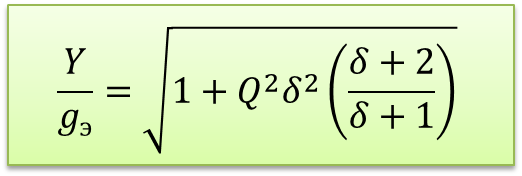 Y/gэ = √(1 + Q²δ²((δ + 2)/(δ + 1)))